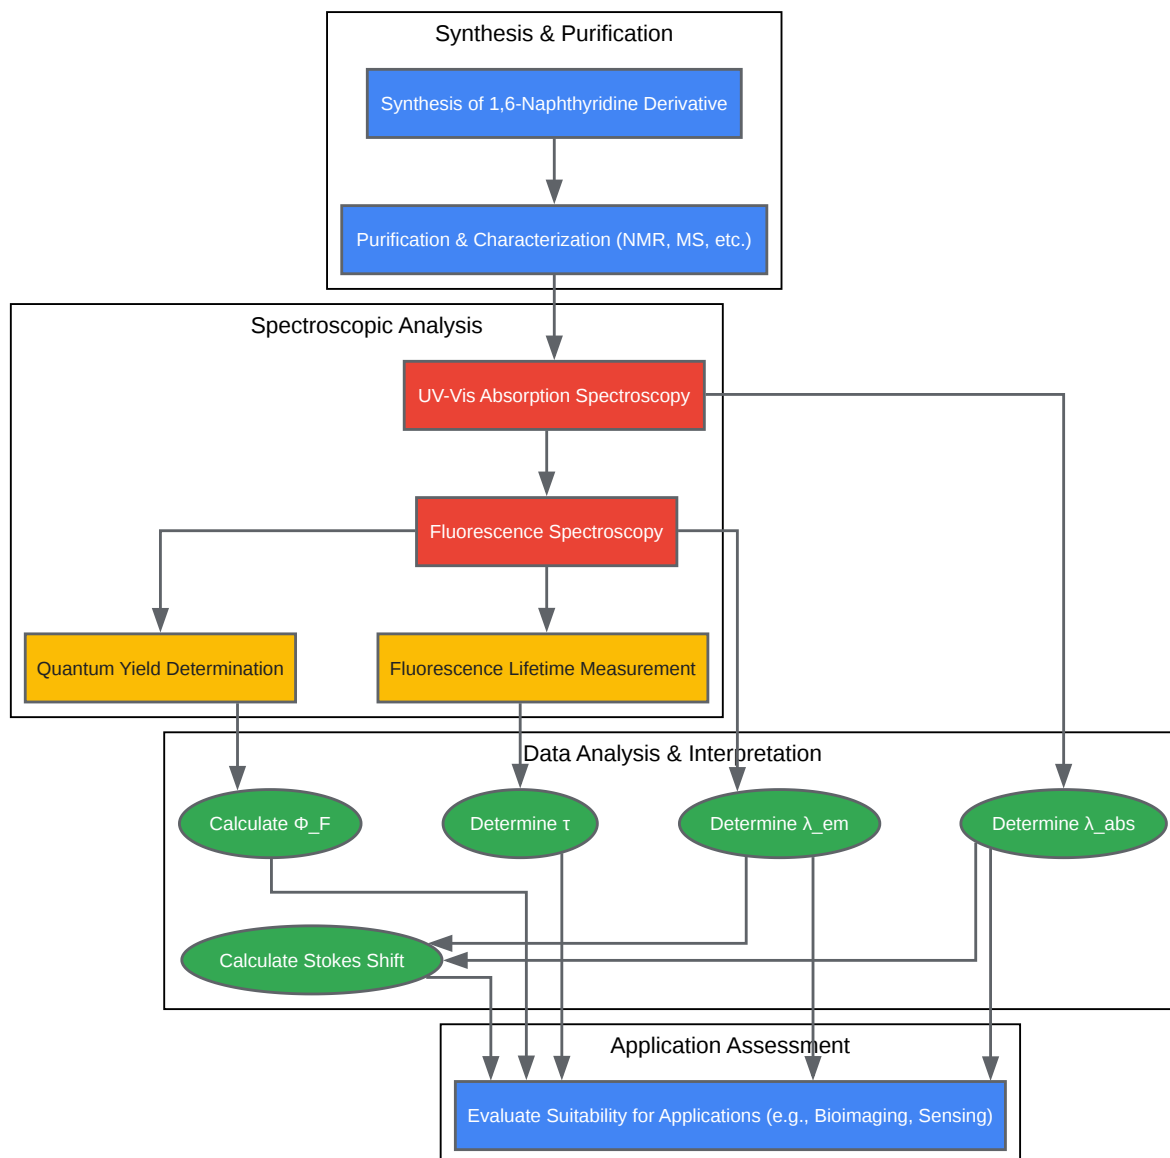 Synthesis & Purification
Synthesis of 1,6-Naphthyridine Derivative
Purification & Characterization (NMR, MS, etc.)
Spectroscopic Analysis
UV-Vis Absorption Spectroscopy
Fluorescence Spectroscopy
Quantum Yield Determination
Fluorescence Lifetime Measurement
Data Analysis & Interpretation
Calculate Φ_F
Determine τ
Determine λ_em
Determine λ_abs
Calculate Stokes Shift
Application Assessment
Evaluate Suitability for Applications (e.g., Bioimaging, Sensing)